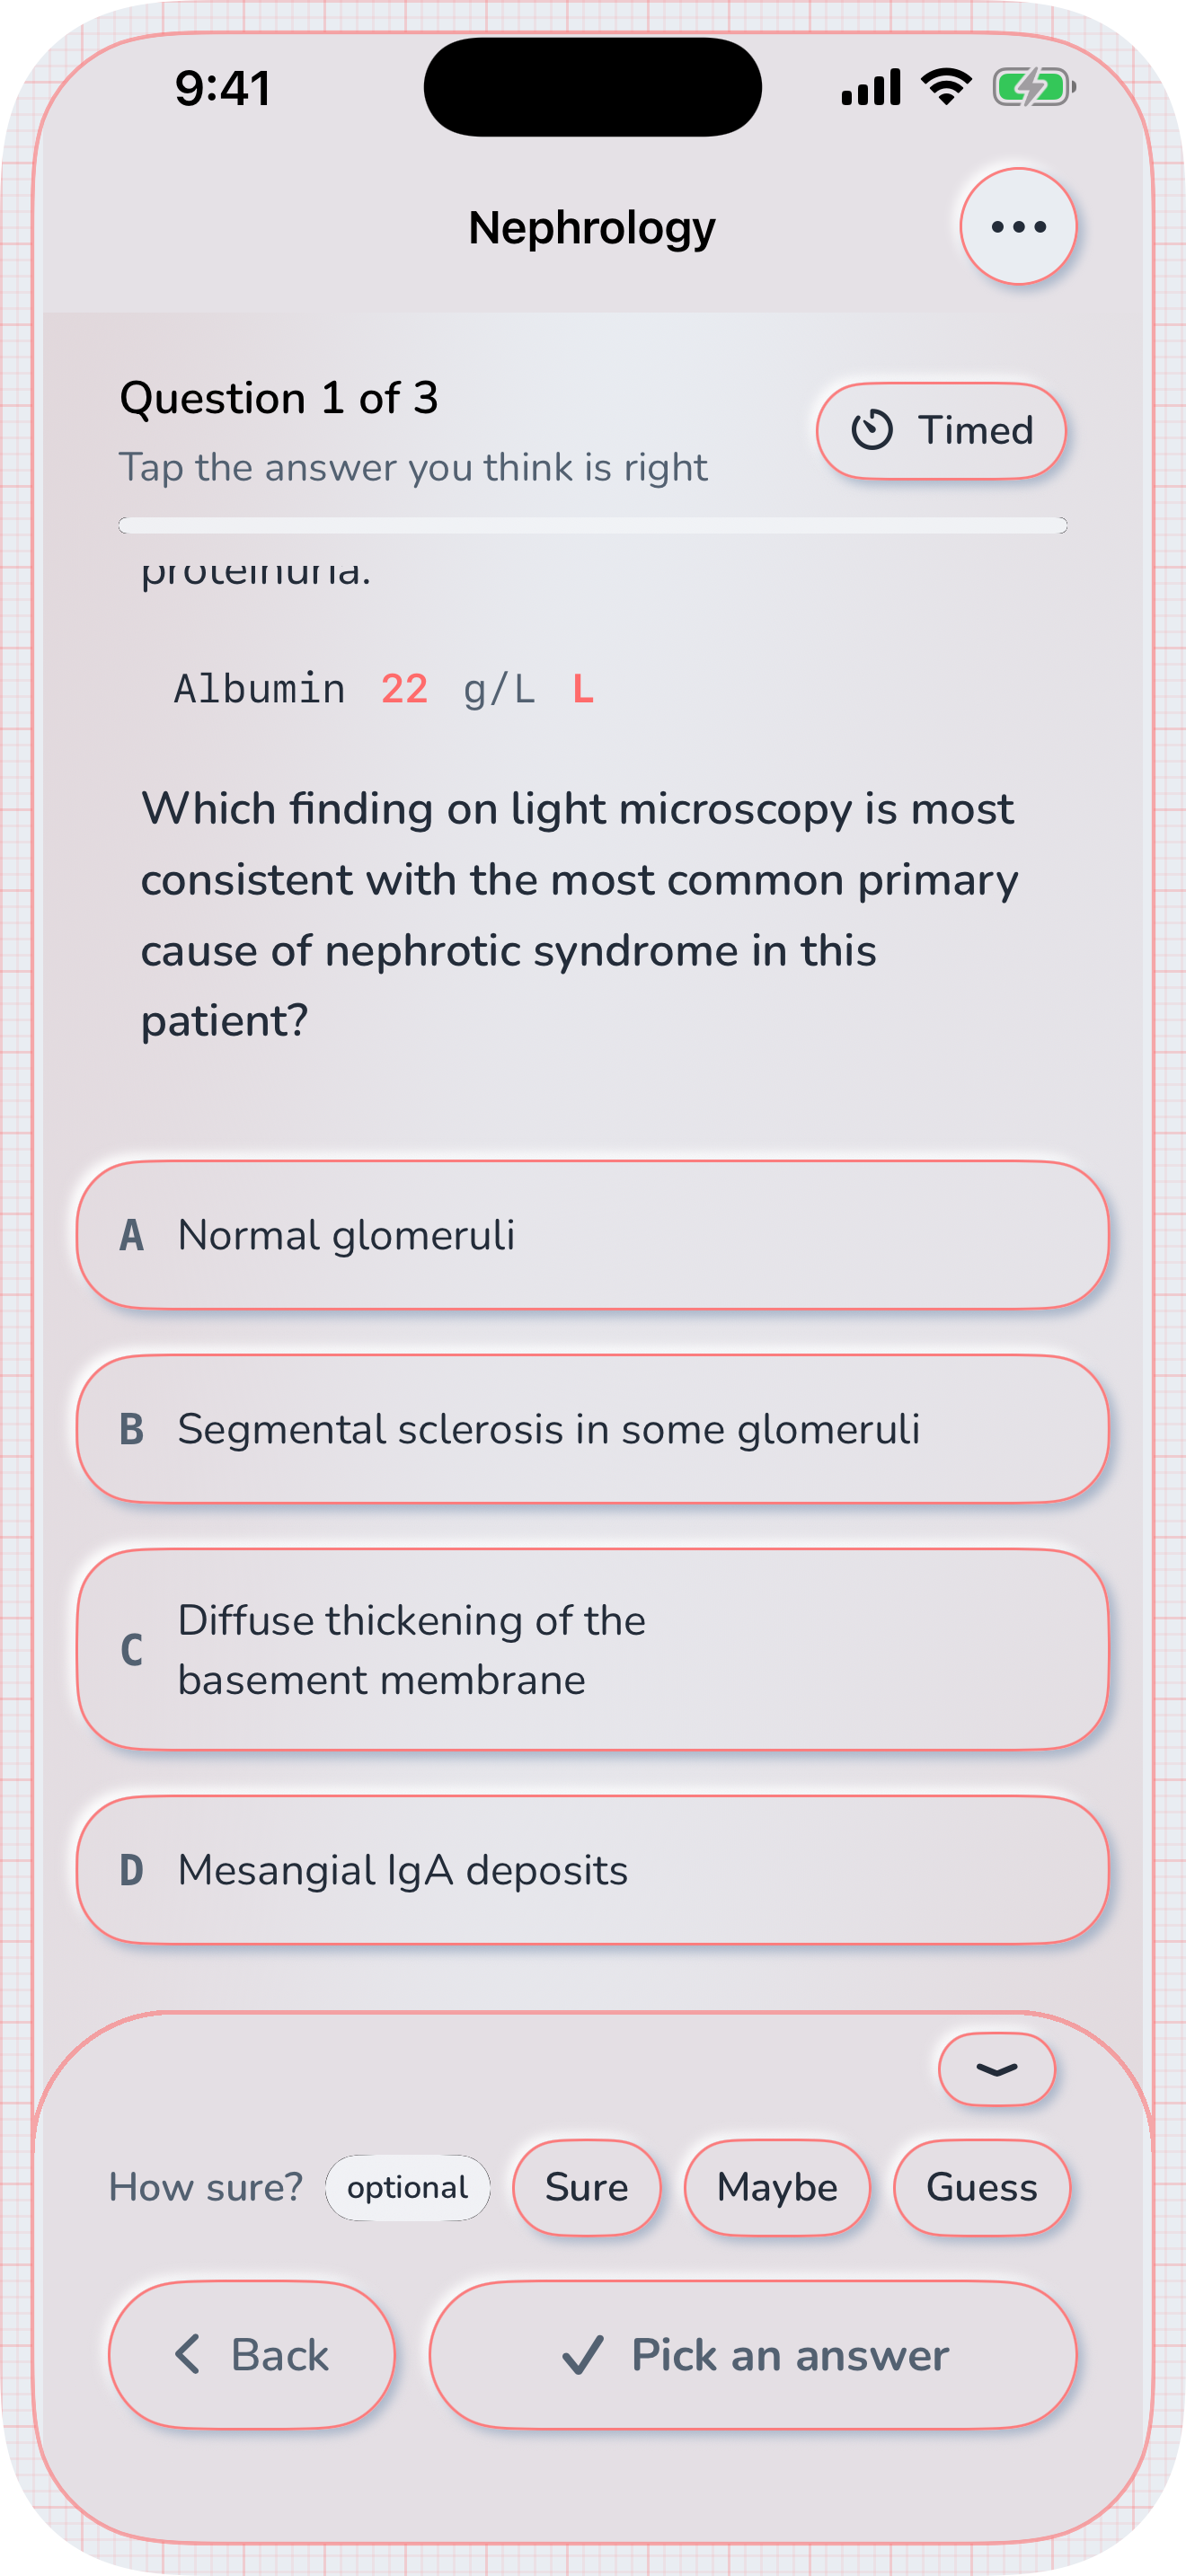 9:41
Nephrology
Question 1 of 3
Timed
Tap the answer you think is right
proteinuria.
Albumin 22 g/L L
Which finding on light microscopy is most
consistent with the most common primary
cause of nephrotic syndrome in this
patient?
A Normal glomeruli
B Segmental sclerosis in some glomeruli
C Diffuse thickening of the
basement membrane
D Mesangial IgA deposits
How sure? optional Sure Maybe Guess
Back Pick an answer